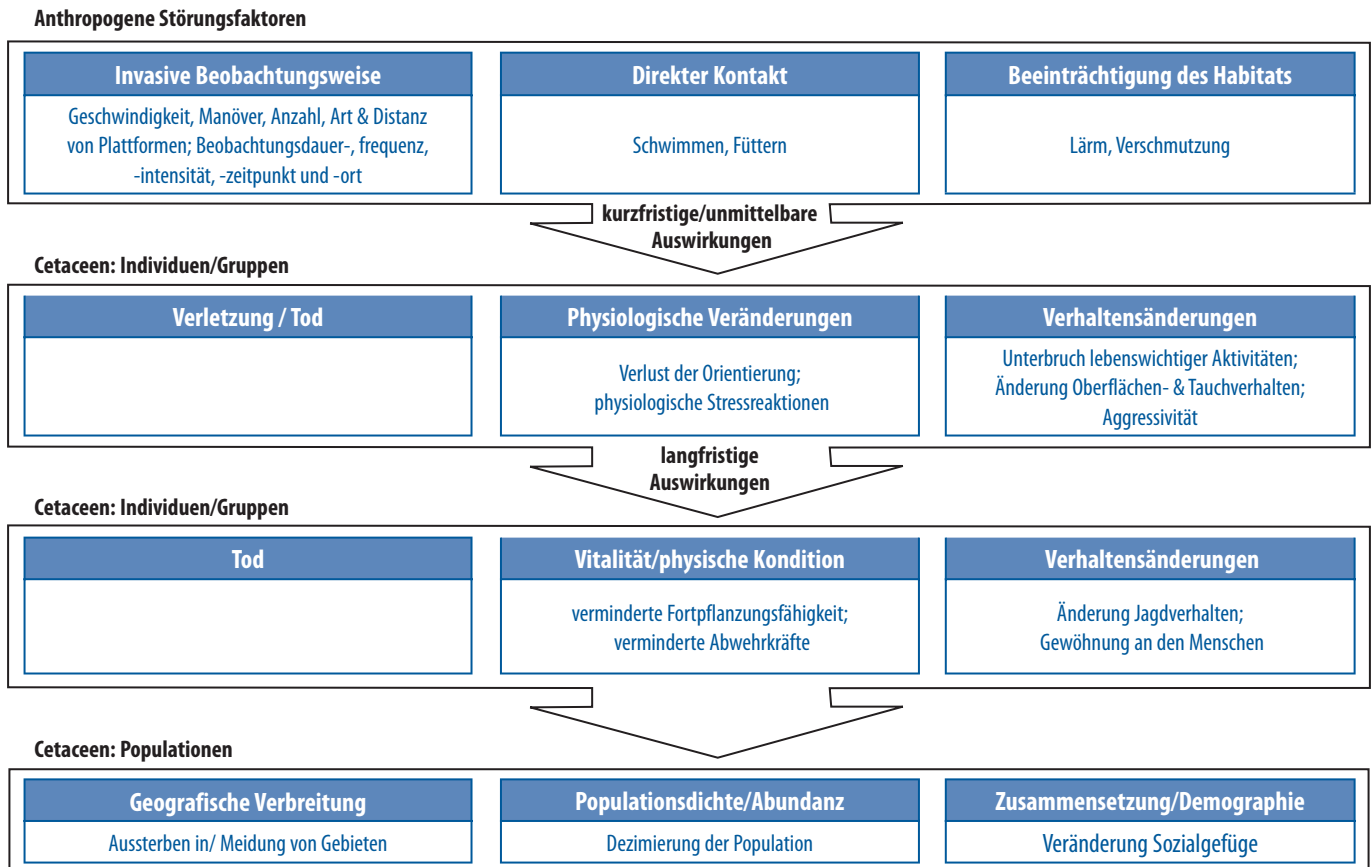 Anthropogene Störungsfaktoren
Invasive Beobachtungsweise
Geschwindigkeit, Manöver, Anzahl, Art & Distanz
von Plattformen; Beobachtungsdauer-, frequenz,
-intensität, -zeitpunkt und -ort
Direkter Kontakt
Schwimmen, Füttern
Beeinträchtigung des Habitats
Lärm, Verschmutzung
kurzfristige/unmittelbare
Auswirkungen
Cetaceen: Individuen/Gruppen
Verletzung / Tod
Physiologische Veränderungen
Verlust der Orientierung;
physiologische Stressreaktionen
Verhaltensänderungen
Unterbruch lebenswichtiger Aktivitäten;
Änderung Oberflächen- & Tauchverhalten;
Aggressivität
langfristige
Auswirkungen
Cetaceen: Individuen/Gruppen
Tod
Vitalität/physische Kondition
verminderte Fortpflanzungsfähigkeit;
verminderte Abwehrkräfte
Verhaltensänderungen
Änderung Jagdverhalten;
Gewöhnung an den Menschen
Cetaceen: Populationen
Geografische Verbreitung
Aussterben in/ Meidung von Gebieten
Populationsdichte/Abundanz
Dezimierung der Population
Zusammensetzung/Demographie
Veränderung Sozialgefüge